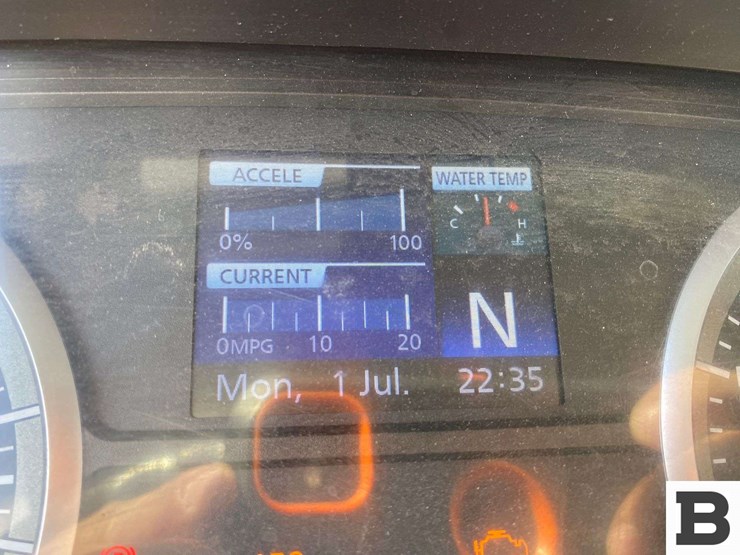 ACCELE
WATER TEMP
C H
0% 100
CURRENT
0MPG 10 20
N
Mon, 1 Jul. 22:35
B